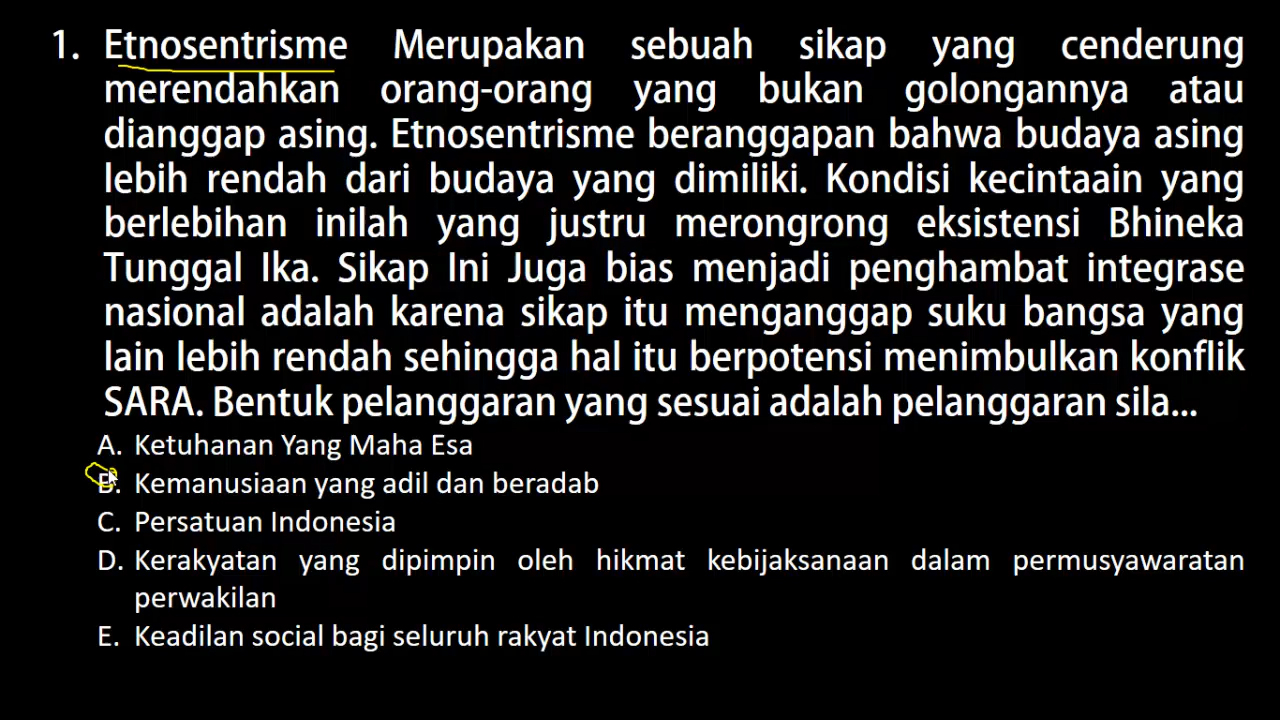 1. Etnosentrisme Merupakan sebuah sikap yang cenderung
merendahkan orang-orang yang bukan golongannya atau
dianggap asing. Etnosentrisme beranggapan bahwa budaya asing
lebih rendah dari budaya yang dimiliki. Kondisi kecintaain yang
berlebihan inilah yang justru merongrong eksistensi Bhineka
Tunggal Ika. Sikap Ini Juga bias menjadi penghambat integrase
nasional adalah karena sikap itu menganggap suku bangsa yang
lain lebih rendah sehingga hal itu berpotensi menimbulkan konflik
SARA. Bentuk pelanggaran yang sesuai adalah pelanggaran sila...
A. Ketuhanan Yang Maha Esa
B. Kemanusiaan yang adil dan beradab
C. Persatuan Indonesia
D. Kerakyatan yang dipimpin oleh hikmat kebijaksanaan dalam permusyawaratan
perwakilan
E. Keadilan social bagi seluruh rakyat Indonesia